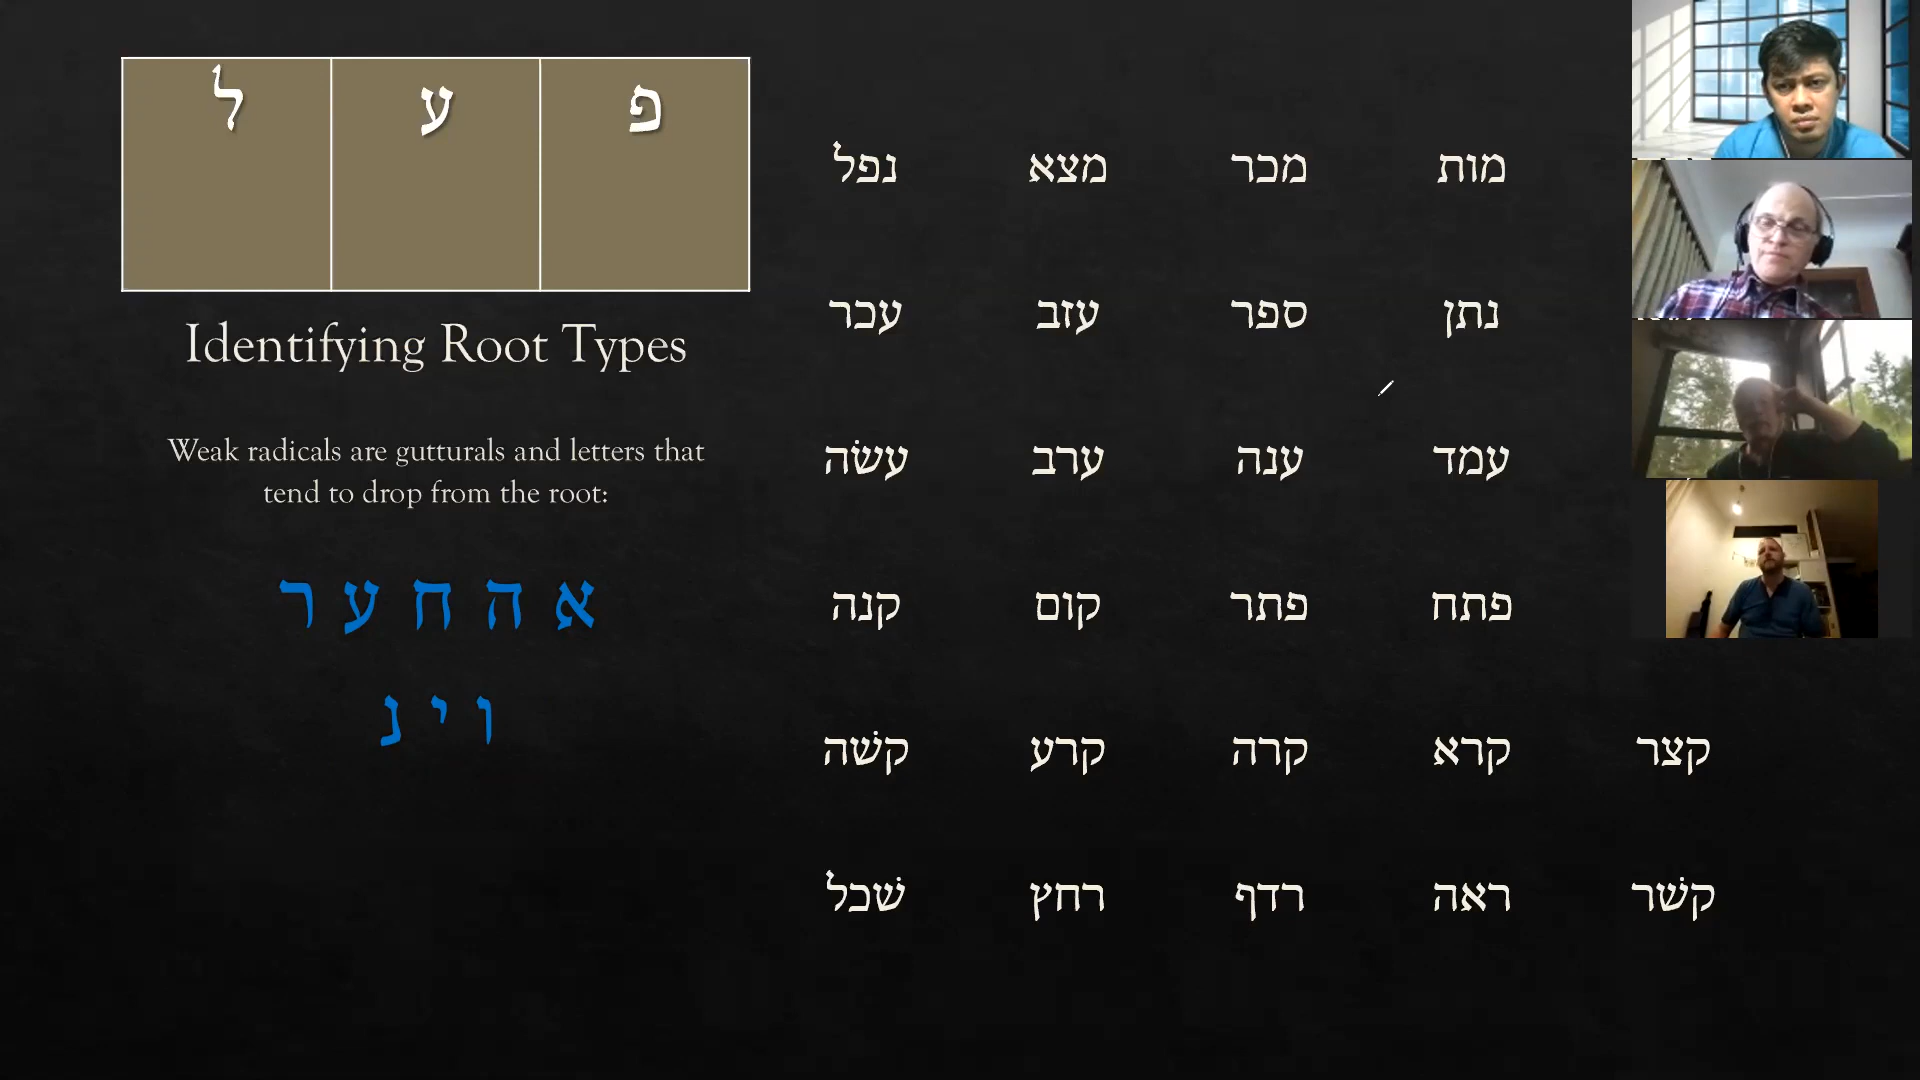 פ ע ל
Identifying Root Types
Weak radicals are gutturals and letters that
tend to drop from the root:
א ה ח ע ר
ו י נ
מות מכר מצא נפל
נתן ספר עזב עכר
עמד ענה ערב עשׂה
פתח פתר קום קנה
קצר קרא קרה קרע קשׁה
קשׁר ראה רדף רחץ שׁכל